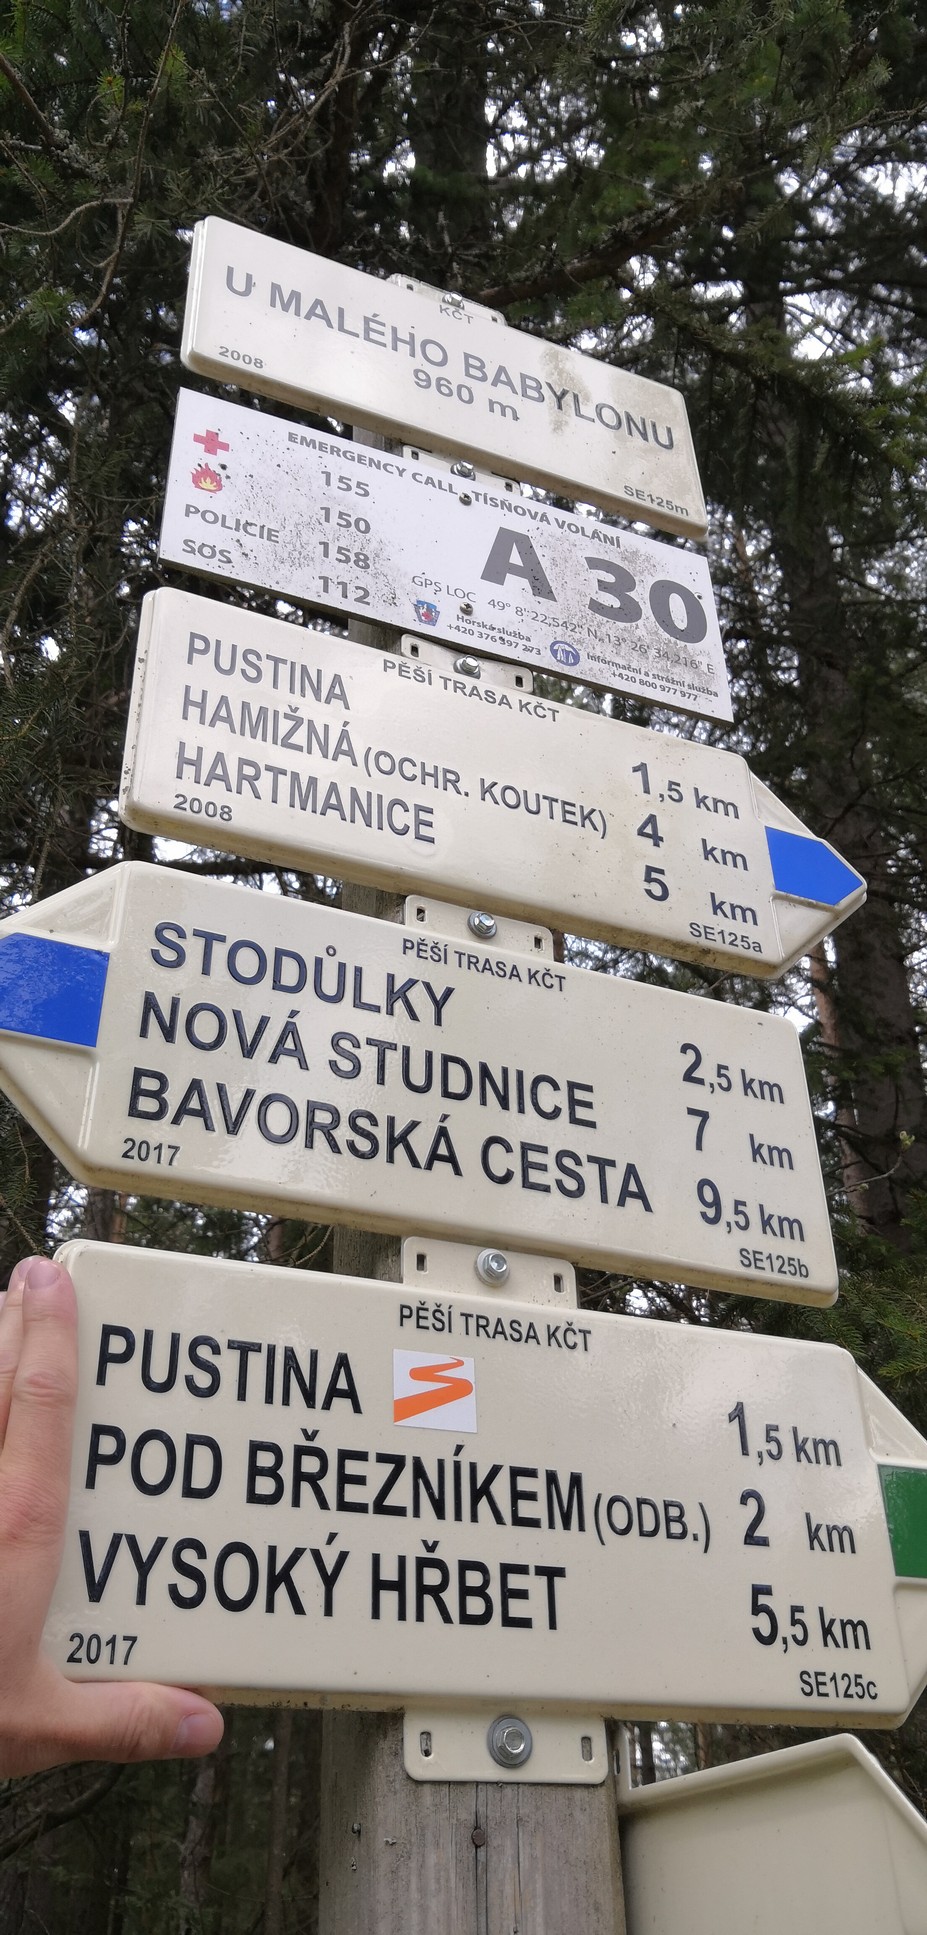 KČT
U MALÉHO BABYLONU
960 m
2008
SE125m
EMERGENCY CALL - TÍSŇOVÁ VOLÁNÍ
155
150
POLICIE 158
SOS 112
A 30
GPS LOC 49° 8' 22,542" N, 13° 26' 34,216" E
Horská služba
+420 376 597 273
Informační a strážní služba
+420 800 977 977
PĚŠÍ TRASA KČT
PUSTINA 1,5 km
HAMIŽNÁ (OCHR. KOUTEK) 4 km
HARTMANICE 5 km
2008
SE125a
PĚŠÍ TRASA KČT
STODŮLKY 2,5 km
NOVÁ STUDNICE 7 km
BAVORSKÁ CESTA 9,5 km
2017
SE125b
PĚŠÍ TRASA KČT
PUSTINA 1,5 km
POD BŘEZNÍKEM (ODB.) 2 km
VYSOKÝ HŘBET 5,5 km
2017
SE125c